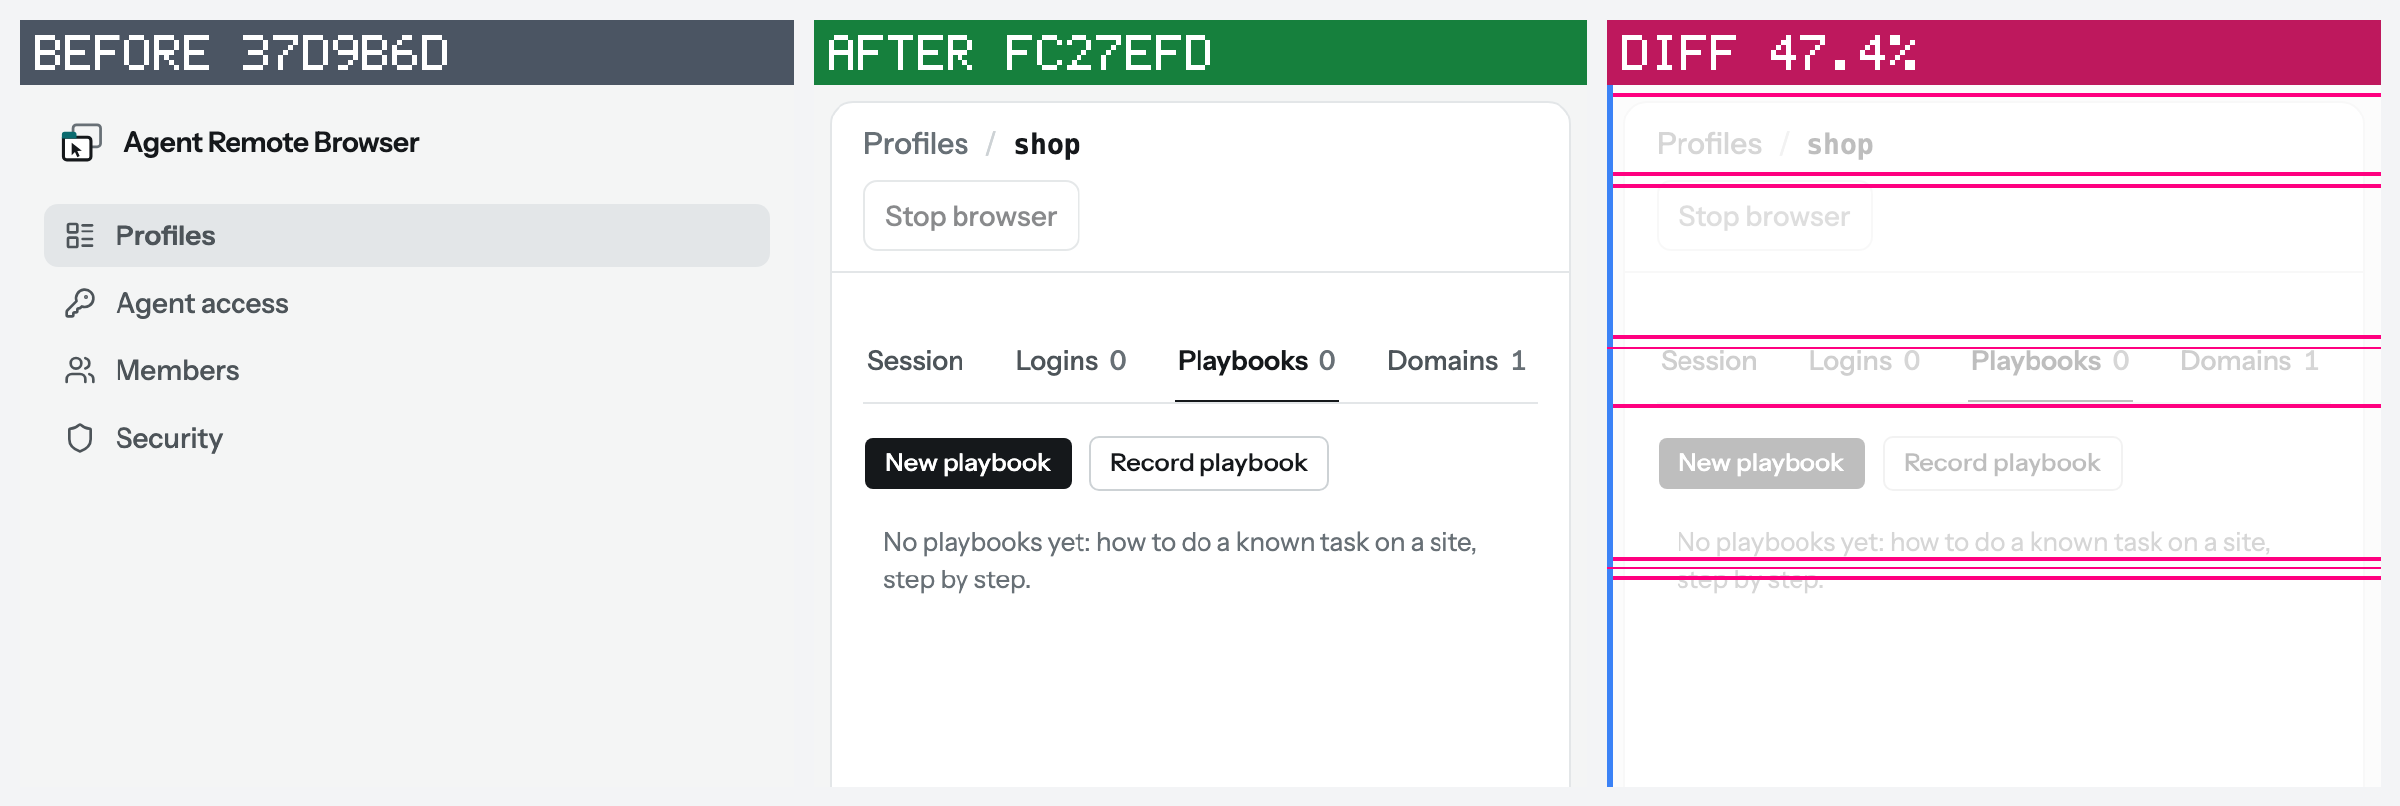 BEFORE 37D9B6D
Agent Remote Browser
Profiles
Agent access
Members
Security
AFTER FC27EFD
Profiles / shop
Stop browser
Session Logins 0 Playbooks 0 Domains 1
New playbook Record playbook
No playbooks yet: how to do a known task on a site,
step by step.
DIFF 47.4%
Profiles / shop
Stop browser
Session Logins 0 Playbooks 0 Domains 1
New playbook Record playbook
No playbooks yet: how to do a known task on a site,
step by step.